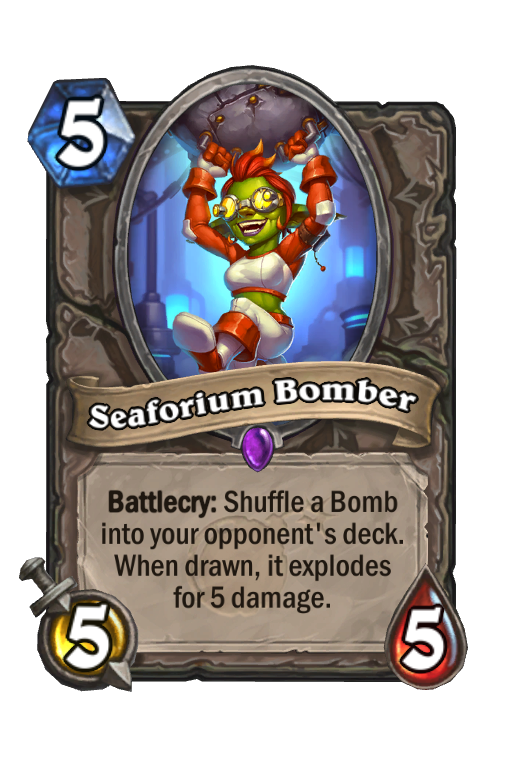 5
Seaforium Bomber
Battlecry: Shuffle a Bomb
into your opponent's deck.
When drawn, it explodes
for 5 damage.
5
5